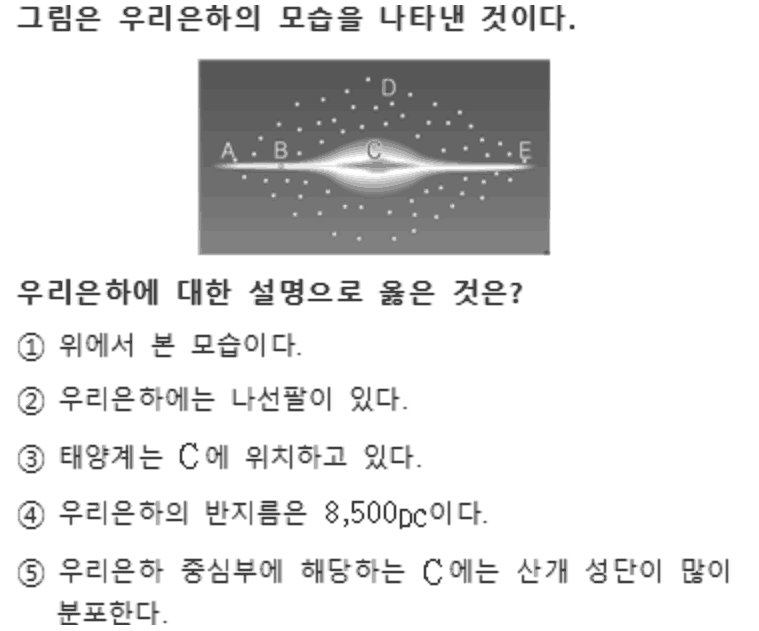 그림은 우리은하의 모습을 나타낸 것이다.
D
A B C E
우리은하에 대한 설명으로 옳은 것은?
① 위에서 본 모습이다.
② 우리은하에는 나선팔이 있다.
③ 태양계는 C에 위치하고 있다.
④ 우리은하의 반지름은 8,500pc이다.
⑤ 우리은하 중심부에 해당하는 C에는 산개 성단이 많이
분포한다.